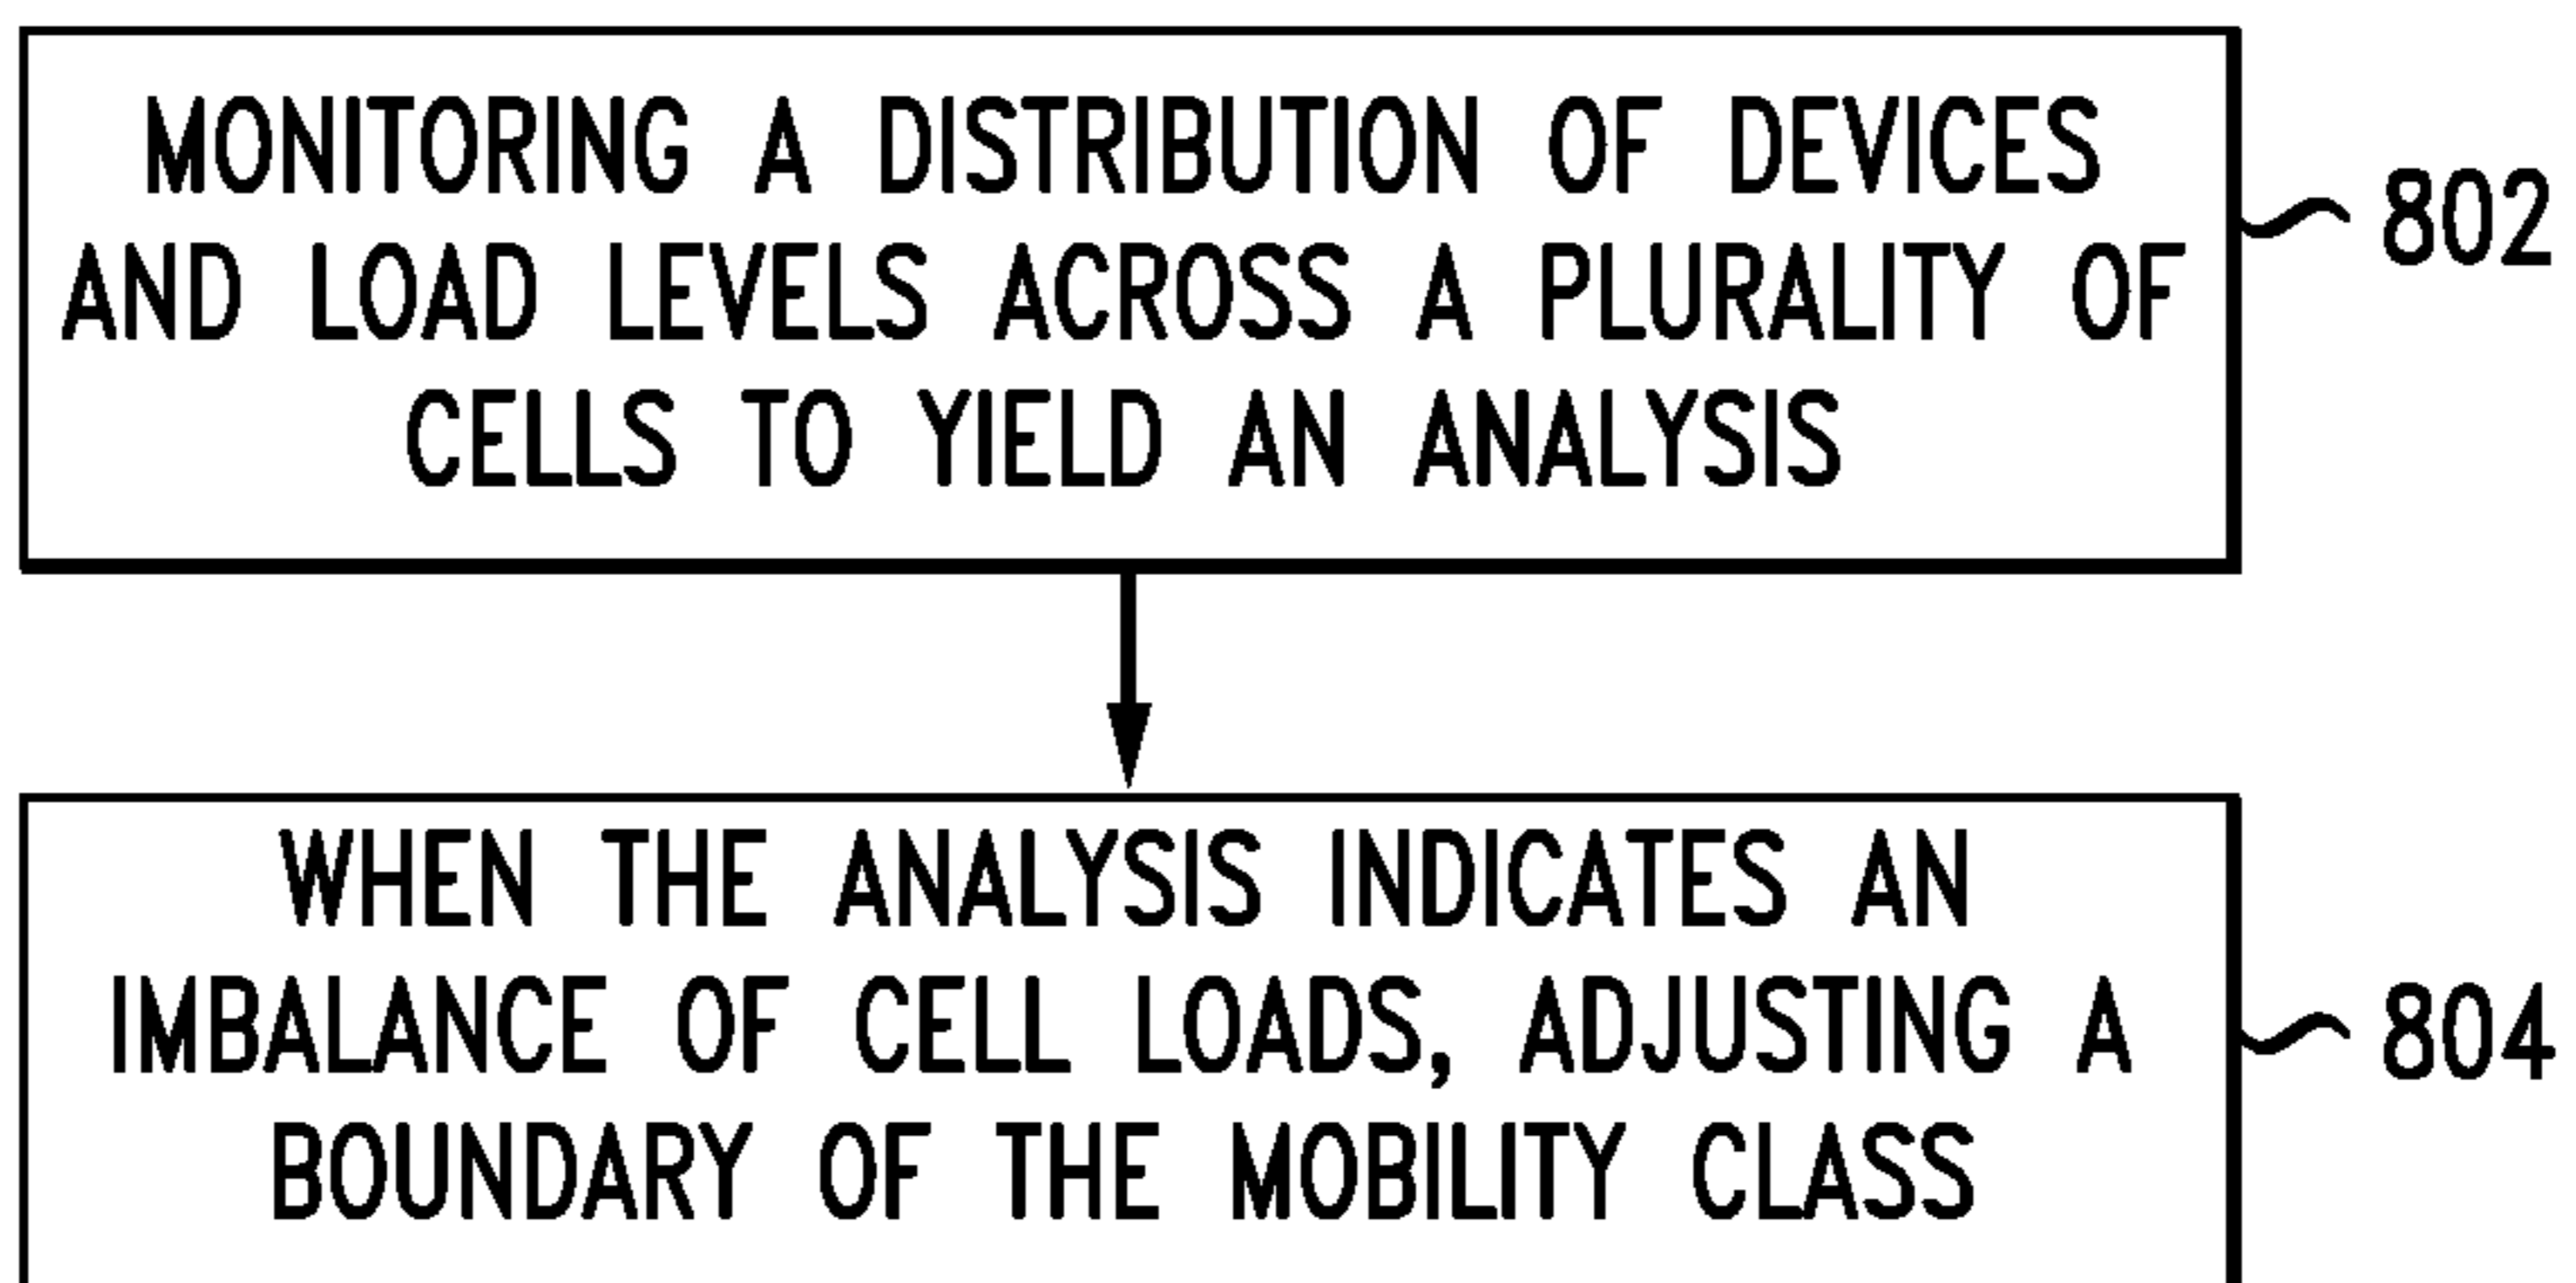 MONITORING A DISTRIBUTION OF DEVICES
AND LOAD LEVELS ACROSS A PLURALITY OF
CELLS TO YIELD AN ANALYSIS
802
WHEN THE ANALYSIS INDICATES AN
IMBALANCE OF CELL LOADS, ADJUSTING A
BOUNDARY OF THE MOBILITY CLASS
804